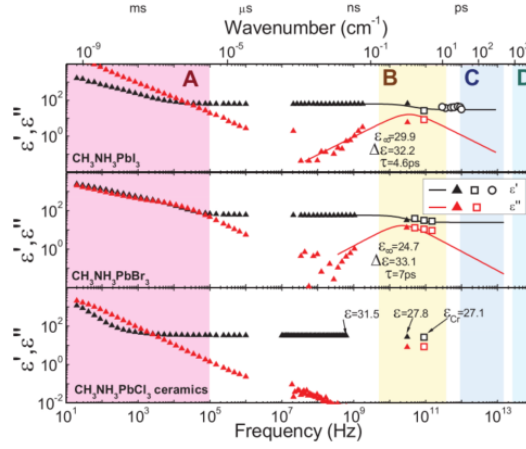 ms μs ns ps
Wavenumber (cm⁻¹)
10⁻⁹ 10⁻⁵ 10⁻¹ 10¹ 10³
A B C D
ε',ε''
10² 10⁰
CH₃NH₃PbI₃
ε∞=29.9
Δε=32.2
τ=4.6ps
ε',ε''
10² 10⁰
CH₃NH₃PbBr₃
ε'
ε''
ε∞=24.7
Δε=33.1
τ=7ps
ε',ε''
10² 10⁰ 10⁻²
ε=31.5 ε=27.8 εCr=27.1
CH₃NH₃PbCl₃ ceramics
10¹ 10³ 10⁵ 10⁷ 10⁹ 10¹¹ 10¹³
Frequency (Hz)